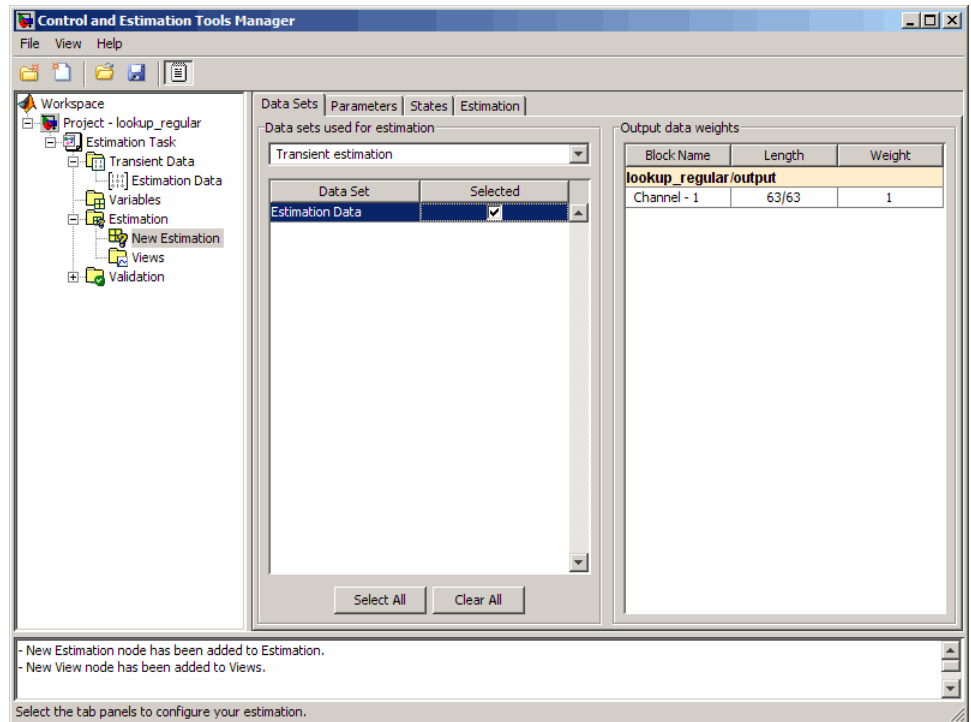 Control and Estimation Tools Manager
File View Help
Workspace
Project - lookup_regular
Estimation Task
Transient Data
Estimation Data
Variables
Estimation
New Estimation
Views
Validation
Data Sets Parameters States Estimation
Data sets used for estimation
Transient estimation
Data Set Selected
Estimation Data
Select All Clear All
Output data weights
Block Name Length Weight
lookup_regular/output
Channel - 1 63/63 1
- New Estimation node has been added to Estimation.
- New View node has been added to Views.
Select the tab panels to configure your estimation.